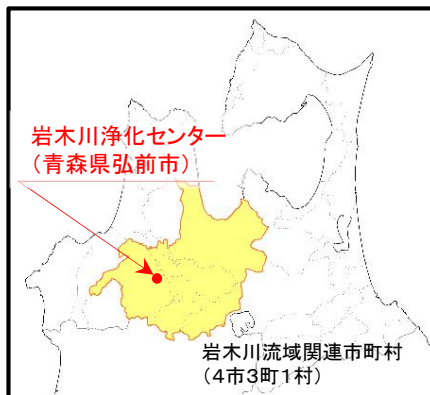 岩木川浄化センター
（青森県弘前市）
岩木川流域関連市町村
（４市３町１村）